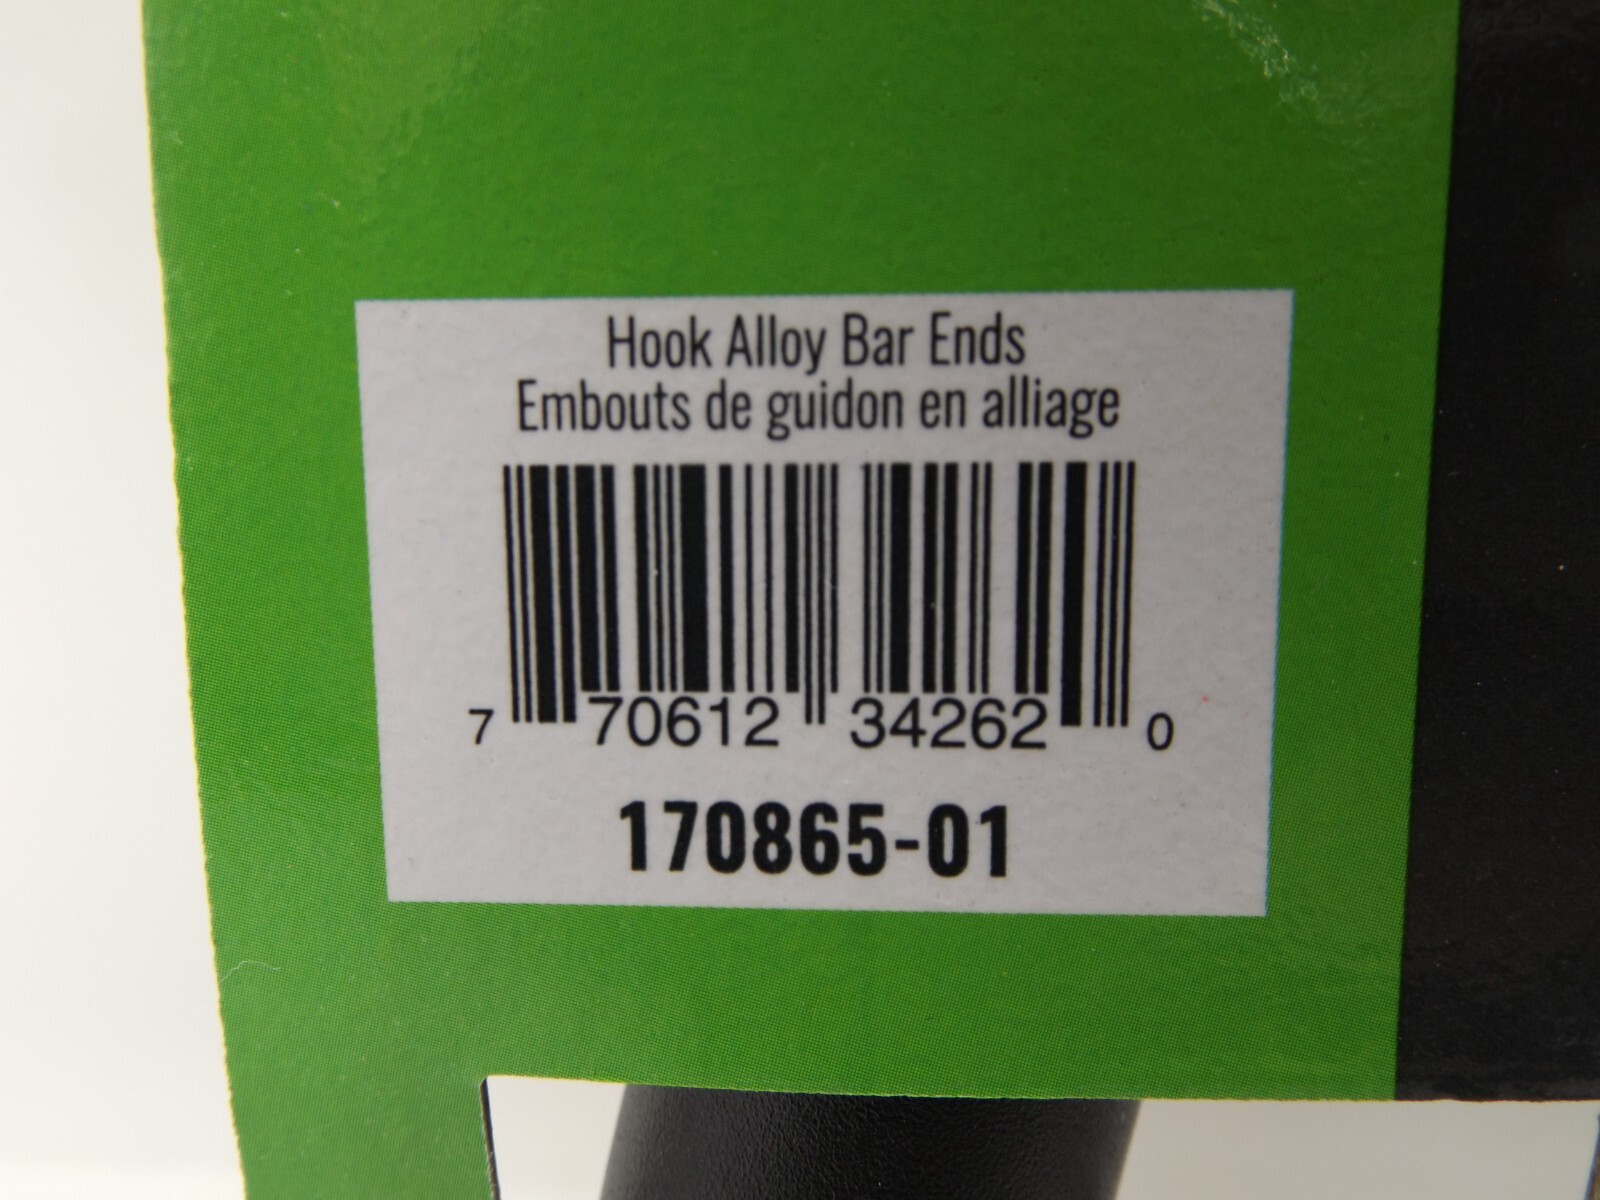 Hook Alloy Bar Ends
Embouts de guidon en alliage
7 70612 34262 0
170865-01